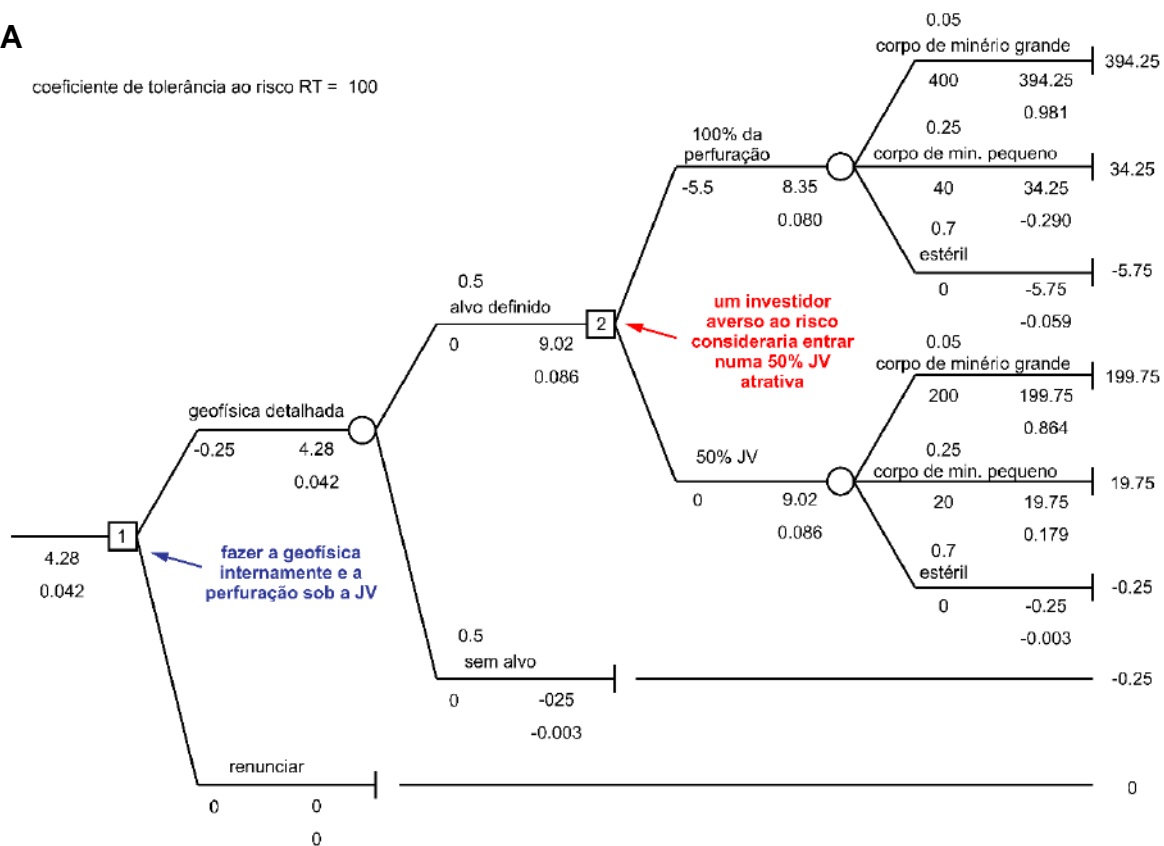 A
coeficiente de tolerância ao risco RT = 100
0.05
corpo de minério grande
394.25
400 394.25
0.981
0.25
100% da
perfuração
corpo de min. pequeno
34.25
-5.5 8.35
0.080
40 34.25
-0.290
0.7
estéril
-5.75
0 -5.75
-0.059
0.5
alvo definido
2
0 9.02
0.086
um investidor
averso ao risco
consideraria entrar
numa 50% JV
atrativa
0.05
corpo de minério grande
199.75
200 199.75
0.864
0.25
geofísica detalhada
-0.25 4.28
0.042
50% JV
corpo de min. pequeno
19.75
0 9.02
0.086
20 19.75
0.179
0.7
estéril
-0.25
0 -0.25
-0.003
1
4.28
0.042
fazer a geofísica
internamente e a
perfuração sob a JV
0.5
sem alvo
-0.25
0 -025
-0.003
renunciar
0
0 0
0